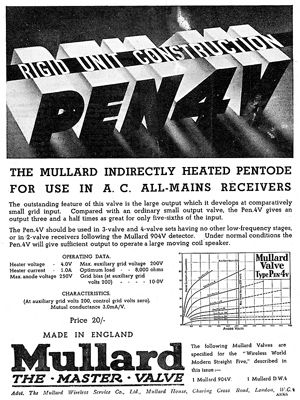 RIGID UNIT CONSTRUCTION
PEN4V
THE MULLARD INDIRECTLY HEATED PENTODE
FOR USE IN A.C. ALL-MAINS RECEIVERS
The outstanding feature of this valve is the large output which it develops at comparatively
small grid input. Compared with an ordinary small output valve, the Pen.4V gives an
output three and a half times as great for only five-sixths of the input.
The Pen.4V should be used in 3-valve and 4-valve sets having no other low-frequency stages,
or in 2-valve receivers following the Mullard 904V detector. Under normal conditions the
Pen.4V will give sufficient output to operate a large moving coil speaker.
OPERATING DATA.
Heater voltage - 4.0V Max. auxiliary grid voltage 200V
Heater current - 1.0A Optimum load - - 8,000 ohms
Max. anode voltage 250V Grid bias (at auxiliary grid
volts 200) - - - 10.0V
CHARACTERISTICS.
(At auxiliary grid volts 200, control grid volts zero).
Mutual conductance 3.0mA/V.
Price 20/-
MADE IN ENGLAND
Mullard
THE · MASTER · VALVE
Mullard
Valve
Type Pen 4v
The following Mullard Valves are
specified for the "Wireless World
Modern Straight Five," described in
this issue:—
1 Mullard 904V. 1 Mullard D.W.4
Advt. The Mullard Wireless Service Co., Ltd., Mullard House, Charing Cross Road, London, W.C.2